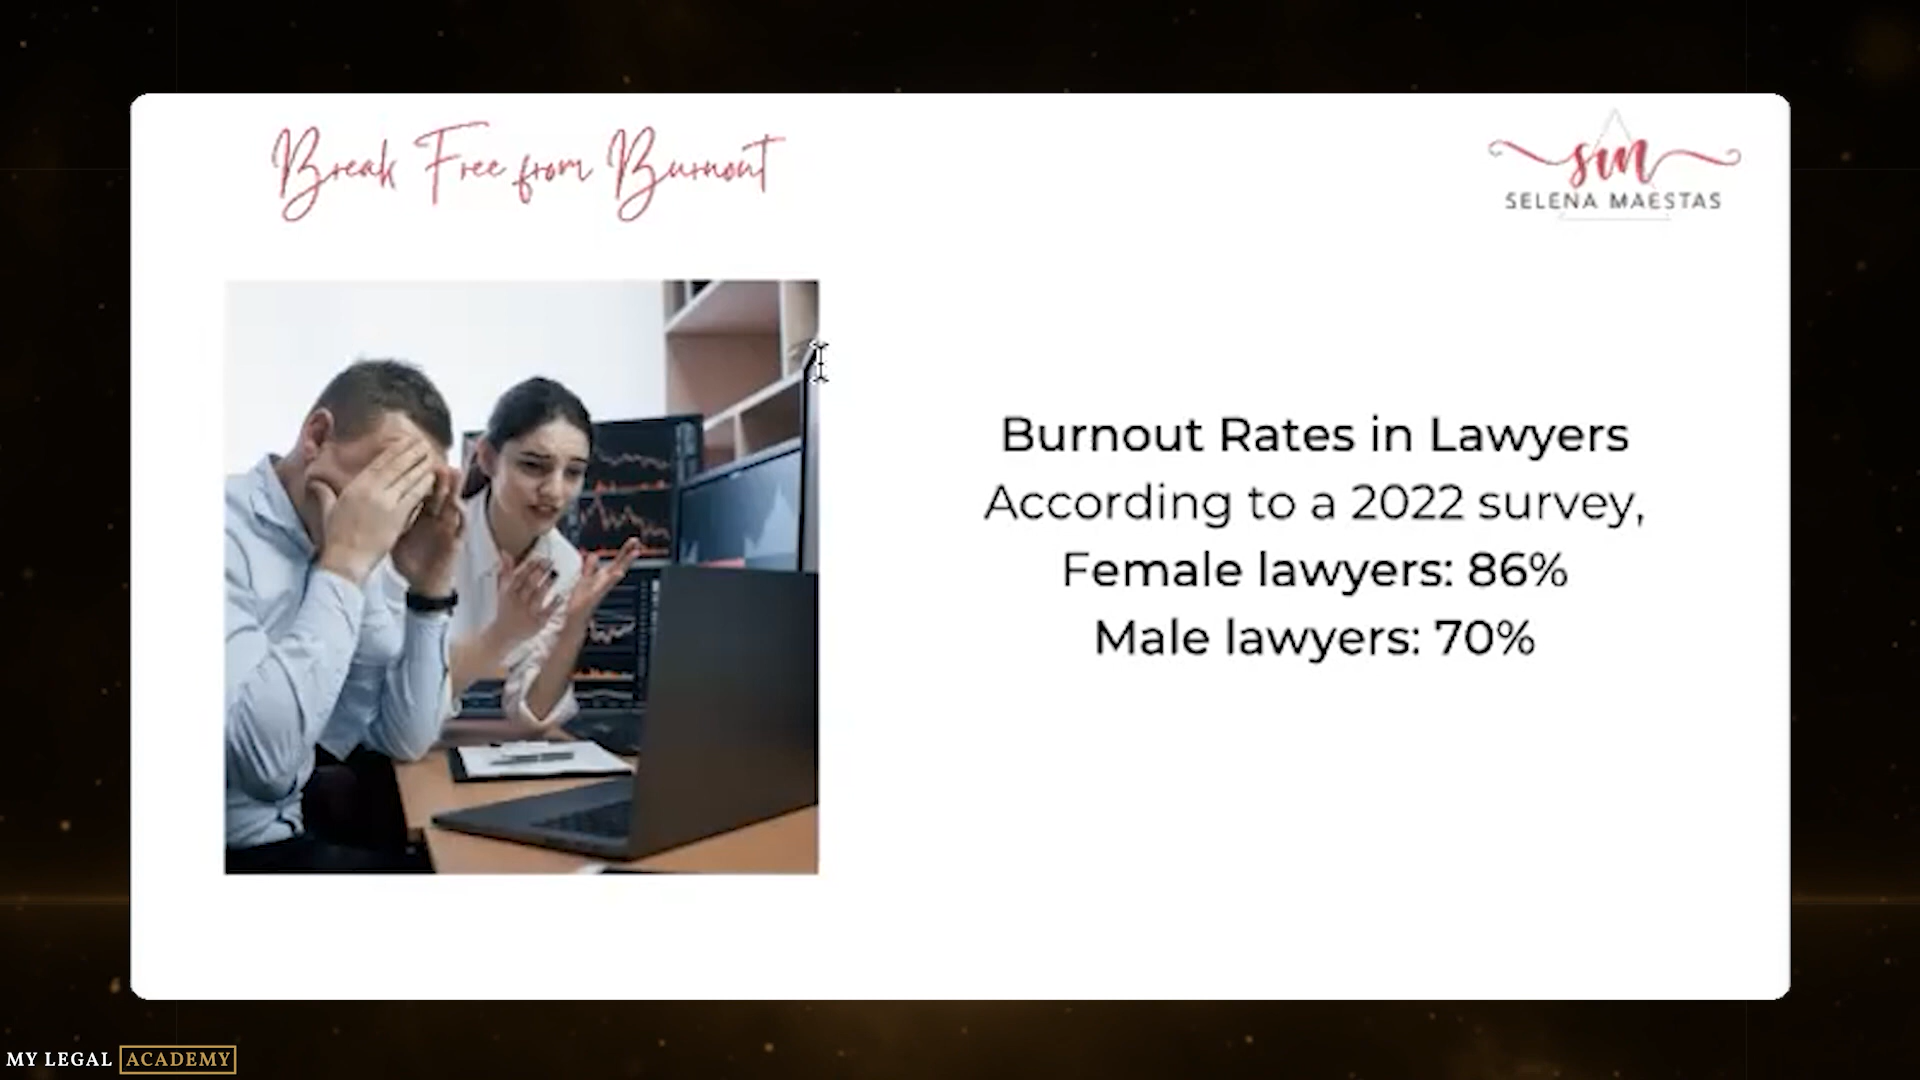 Break Free from Burnout
sm
SELENA MAESTAS
Burnout Rates in Lawyers
According to a 2022 survey,
Female lawyers: 86%
Male lawyers: 70%
MY LEGAL ACADEMY